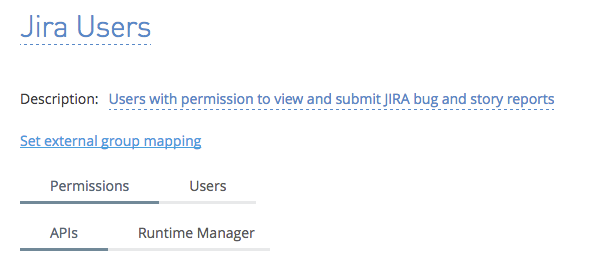 Jira Users
Description: Users with permission to view and submit JIRA bug and story reports
Set external group mapping
Permissions Users
APIs Runtime Manager